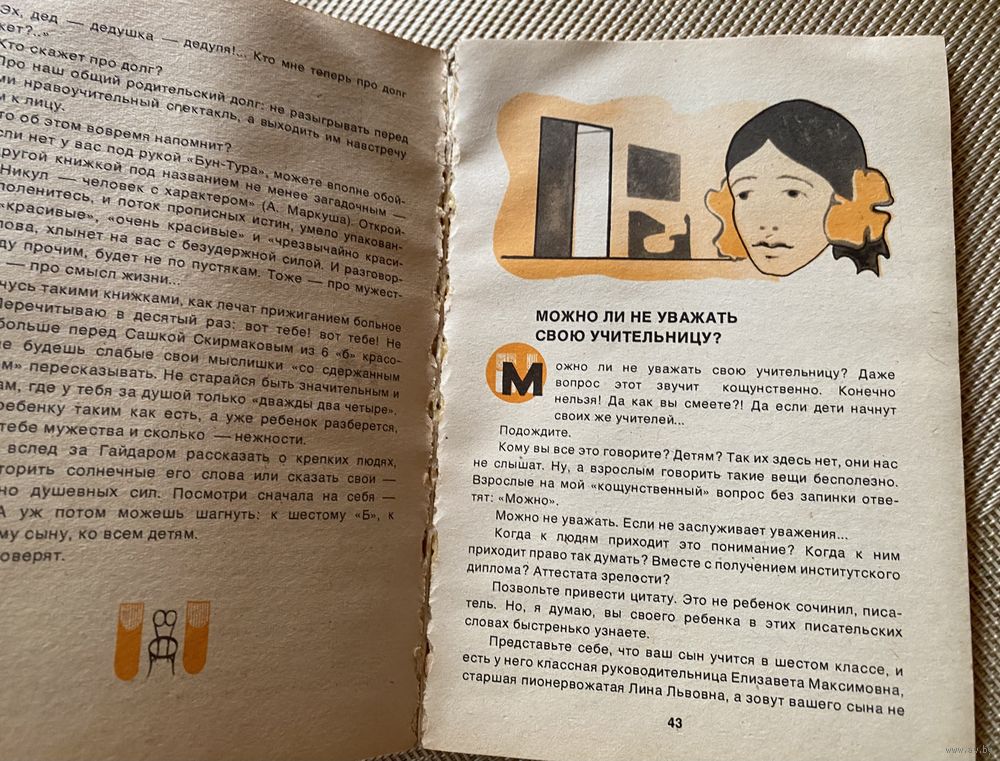 Эх, дед — дедушка — дедуля!... Кто мне теперь про долг
жет?..»
Кто скажет про долг?
Про наш общий родительский долг: не разыгрывать перед
ми нравоучительный спектакль, а выходить им навстречу
м к лицу.
то об этом вовремя напомнит?
сли нет у вас под рукой «Бун-Тура», можете вполне обой-
ругой книжкой под названием не менее загадочным —
Никул — человек с характером» (А. Маркуша). Открой-
поленитесь, и поток прописных истин, умело упакован-
«красивые», «очень красивые» и «чрезвычайно краси-
лова, хлынет на вас с безудержной силой. И разговор-
ду прочим, будет не по пустякам. Тоже — про мужест-
— про смысл жизни...
чусь такими книжками, как лечат прижиганием больное
Перечитываю в десятый раз: вот тебе! вот тебе! Не
больше перед Сашкой Скирмаковым из 6 «б» красо-
не будешь слабые свои мыслишки «со сдержанным
ем» пересказывать. Не старайся быть значительным и
ам, где у тебя за душой только «дважды два четыре».
ребенку таким как есть, а уже ребенок разберется,
тебе мужества и сколько — нежности.
вслед за Гайдаром рассказать о крепких людях,
торить солнечные его слова или сказать свои —
но душевных сил. Посмотри сначала на себя —
А уж потом можешь шагнуть: к шестому «Б», к
му сыну, ко всем детям.
оверят.
МОЖНО ЛИ НЕ УВАЖАТЬ
СВОЮ УЧИТЕЛЬНИЦУ?
Можно ли не уважать свою учительницу? Даже
вопрос этот звучит кощунственно. Конечно
нельзя! Да как вы смеете?! Да если дети начнут
своих же учителей...
Подождите.
Кому вы все это говорите? Детям? Так их здесь нет, они нас
не слышат. Ну, а взрослым говорить такие вещи бесполезно.
Взрослые на мой «кощунственный» вопрос без запинки отве-
тят: «Можно».
Можно не уважать. Если не заслуживает уважения...
Когда к людям приходит это понимание? Когда к ним
приходит право так думать? Вместе с получением институтского
диплома? Аттестата зрелости?
Позвольте привести цитату. Это не ребенок сочинил, писа-
тель. Но, я думаю, вы своего ребенка в этих писательских
словах быстренько узнаете.
Представьте себе, что ваш сын учится в шестом классе, и
есть у него классная руководительница Елизавета Максимовна,
старшая пионервожатая Лина Львовна, а зовут вашего сына не
43
www.ay.by